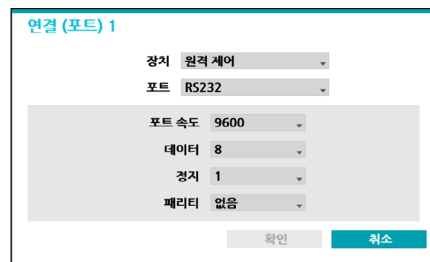 연결 (포트) 1
장치 원격 제어
포트 RS232
포트 속도 9600
데이터 8
정지 1
패리티 없음
확인 취소